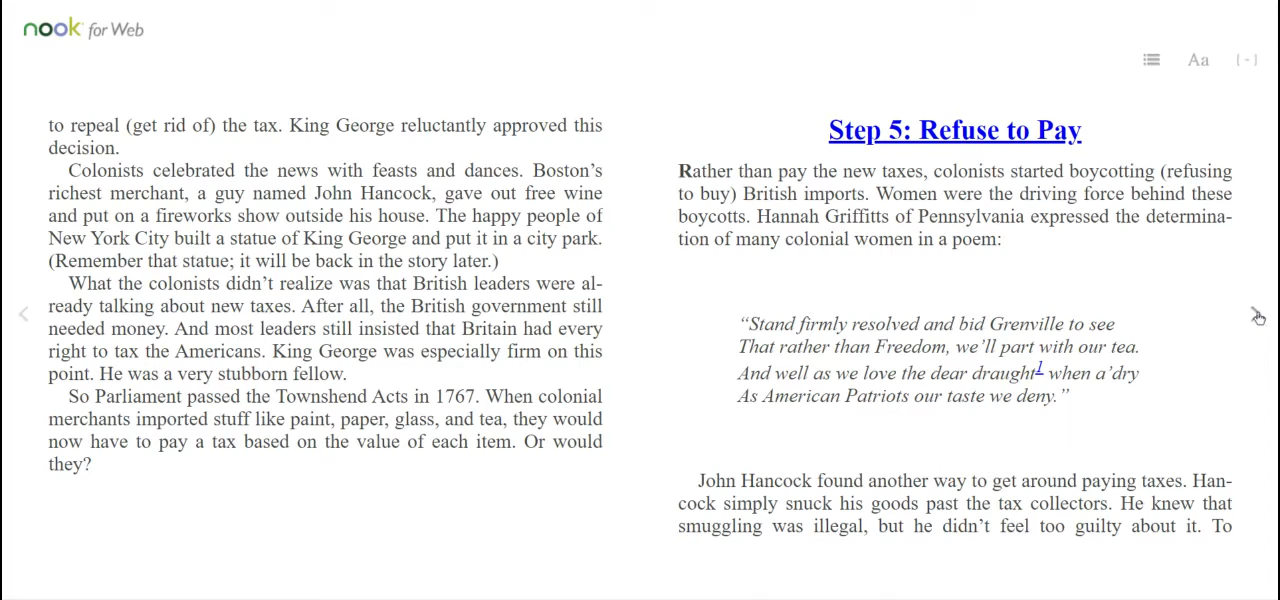 nook for Web
Aa
[ - ]
to repeal (get rid of) the tax. King George reluctantly approved this
decision.
Colonists celebrated the news with feasts and dances. Boston’s
richest merchant, a guy named John Hancock, gave out free wine
and put on a fireworks show outside his house. The happy people of
New York City built a statue of King George and put it in a city park.
(Remember that statue; it will be back in the story later.)
What the colonists didn’t realize was that British leaders were al-
ready talking about new taxes. After all, the British government still
needed money. And most leaders still insisted that Britain had every
right to tax the Americans. King George was especially firm on this
point. He was a very stubborn fellow.
So Parliament passed the Townshend Acts in 1767. When colonial
merchants imported stuff like paint, paper, glass, and tea, they would
now have to pay a tax based on the value of each item. Or would
they?
Step 5: Refuse to Pay
Rather than pay the new taxes, colonists started boycotting (refusing
to buy) British imports. Women were the driving force behind these
boycotts. Hannah Griffitts of Pennsylvania expressed the determina-
tion of many colonial women in a poem:
“Stand firmly resolved and bid Grenville to see
That rather than Freedom, we’ll part with our tea.
And well as we love the dear draught1 when a’dry
As American Patriots our taste we deny.”
John Hancock found another way to get around paying taxes. Han-
cock simply snuck his goods past the tax collectors. He knew that
smuggling was illegal, but he didn’t feel too guilty about it. To